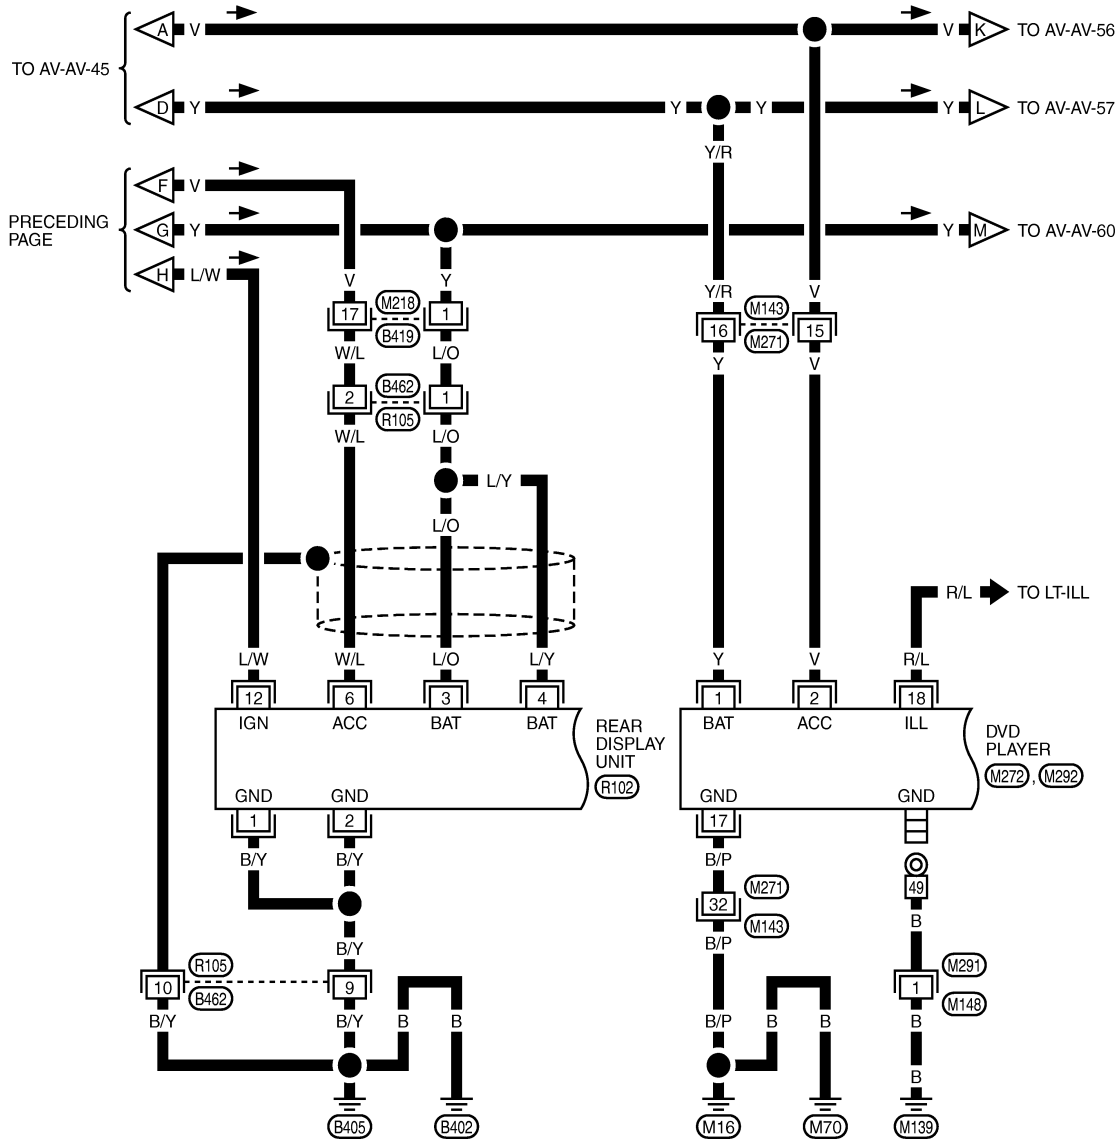 A V V K TO AV-AV-56
TO AV-AV-45
D Y Y Y Y L TO AV-AV-57
Y/R
F V
PRECEDING
PAGE
G Y Y M TO AV-AV-60
H L/W
V Y Y/R V
17 M218 1
B419
16 M143 15
M271
W/L L/O Y V
2 B462 1
R105
W/L L/O
L/Y
L/O
R/L TO LT-ILL
L/W W/L L/O L/Y Y V R/L
12 6 3 4 1 2 18
IGN ACC BAT BAT BAT ACC ILL
REAR
DISPLAY
UNIT
R102
DVD
PLAYER
M272 , M292
GND GND GND GND
1 2 17
B/Y B/Y B/P 49
32 M271
M143
B
B/Y B/P
10 R105 9
B462
1 M291
M148
B/Y B/Y B B B/P B B B
B
B405 B402 M16 M70 M139